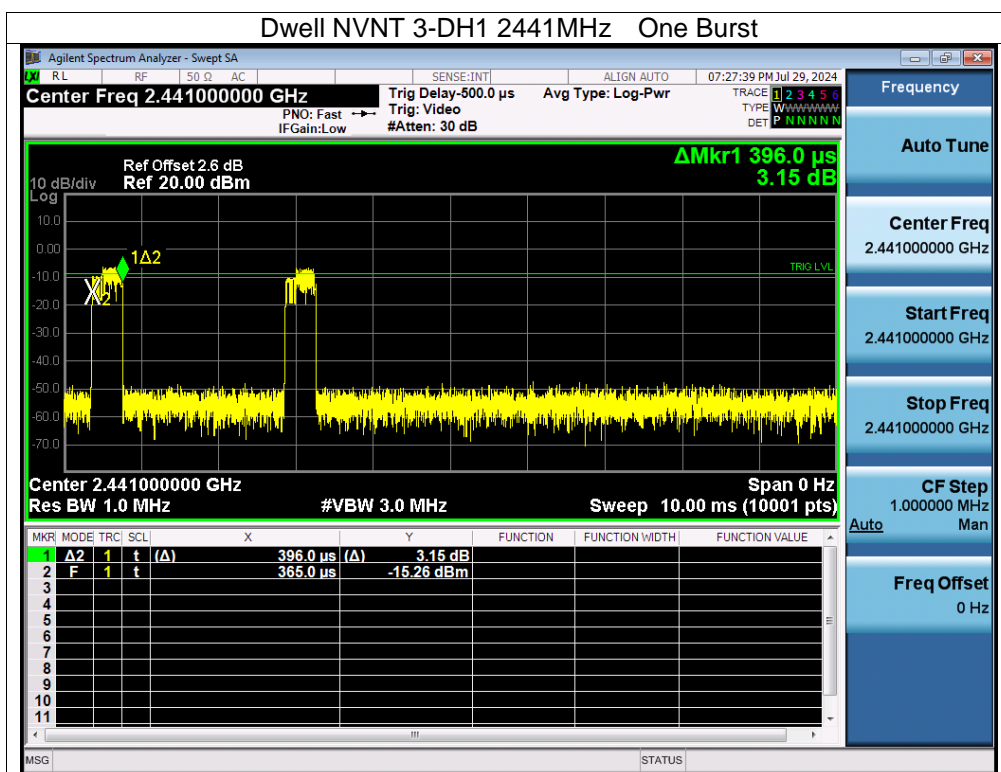 Dwell NVNT 3-DH1 2441MHz One Burst
Agilent Spectrum Analyzer - Swept SA
LXI RL RF 50 Ω AC SENSE:INT ALIGN AUTO 07:27:39 PM Jul 29, 2024
Center Freq 2.441000000 GHz Trig Delay-500.0 µs Avg Type: Log-Pwr TRACE 1 2 3 4 5 6
PNO: Fast Trig: Video TYPE WWWWWW
IFGain:Low #Atten: 30 dB DET P N N N N N
Frequency
Auto Tune
Center Freq
2.441000000 GHz
Start Freq
2.441000000 GHz
Stop Freq
2.441000000 GHz
CF Step
1.000000 MHz
Auto Man
Freq Offset
0 Hz
ΔMkr1 396.0 µs
3.15 dB
Ref Offset 2.6 dB
10 dB/div Ref 20.00 dBm
Log
10.0
0.00
-10.0
-20.0
-30.0
-40.0
-50.0
-60.0
-70.0
1Δ2
X2
TRIG LVL
Center 2.441000000 GHz Span 0 Hz
Res BW 1.0 MHz #VBW 3.0 MHz Sweep 10.00 ms (10001 pts)
MKR MODE TRC SCL X Y FUNCTION FUNCTION WIDTH FUNCTION VALUE
1 Δ2 1 t (Δ) 396.0 µs (Δ) 3.15 dB
2 F 1 t 365.0 µs -15.26 dBm
3
4
5
6
7
8
9
10
11
MSG STATUS